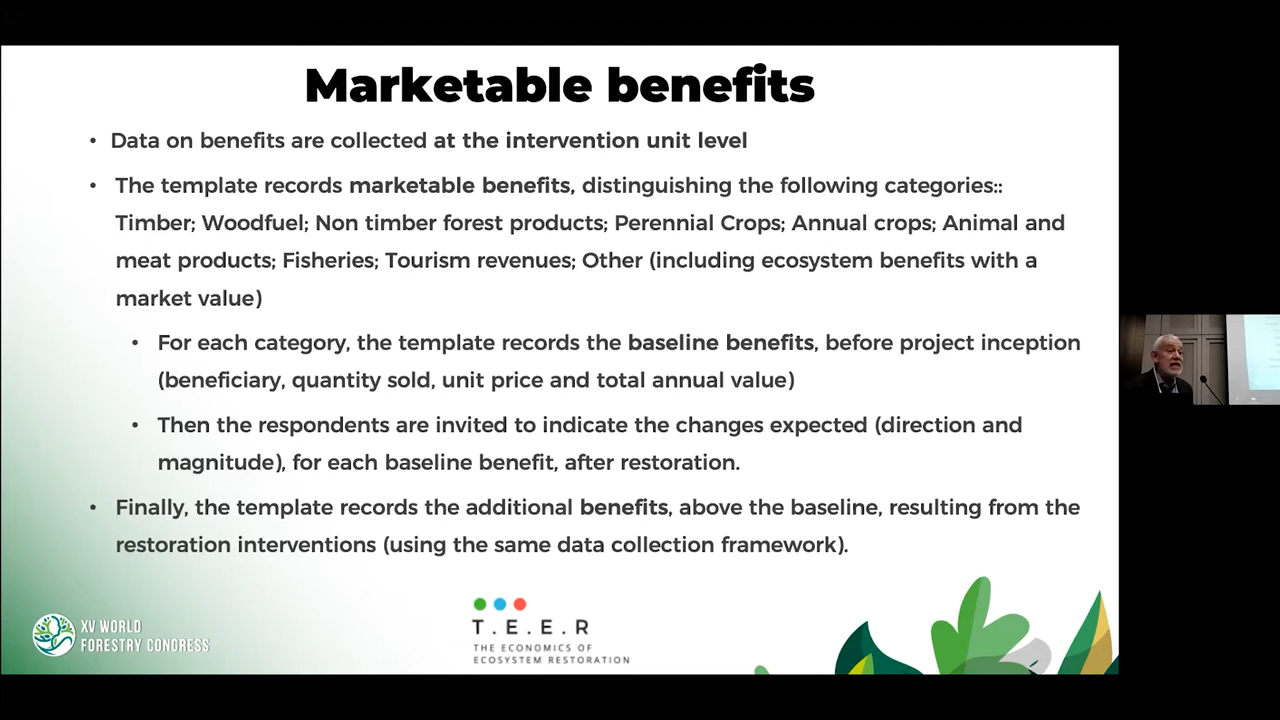 Marketable benefits
• Data on benefits are collected at the intervention unit level
• The template records marketable benefits, distinguishing the following categories::
Timber; Woodfuel; Non timber forest products; Perennial Crops; Annual crops; Animal and
meat products; Fisheries; Tourism revenues; Other (including ecosystem benefits with a
market value)
• For each category, the template records the baseline benefits, before project inception
(beneficiary, quantity sold, unit price and total annual value)
• Then the respondents are invited to indicate the changes expected (direction and
magnitude), for each baseline benefit, after restoration.
• Finally, the template records the additional benefits, above the baseline, resulting from the
restoration interventions (using the same data collection framework).
XV WORLD
FORESTRY CONGRESS
T.E.E.R
THE ECONOMICS OF
ECOSYSTEM RESTORATION